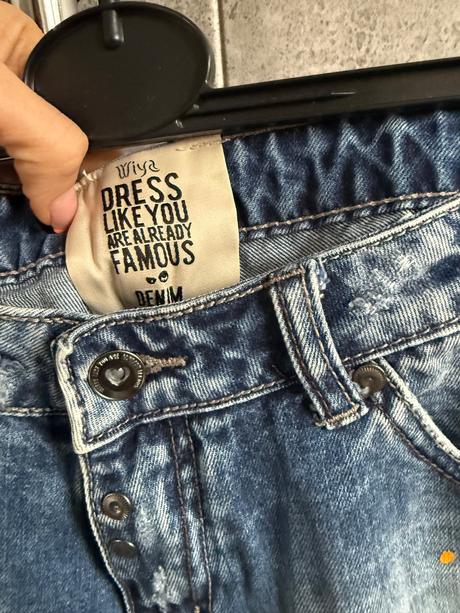 Wiya
DRESS
LIKE YOU
ARE ALREADY
FAMOUS
DENIM